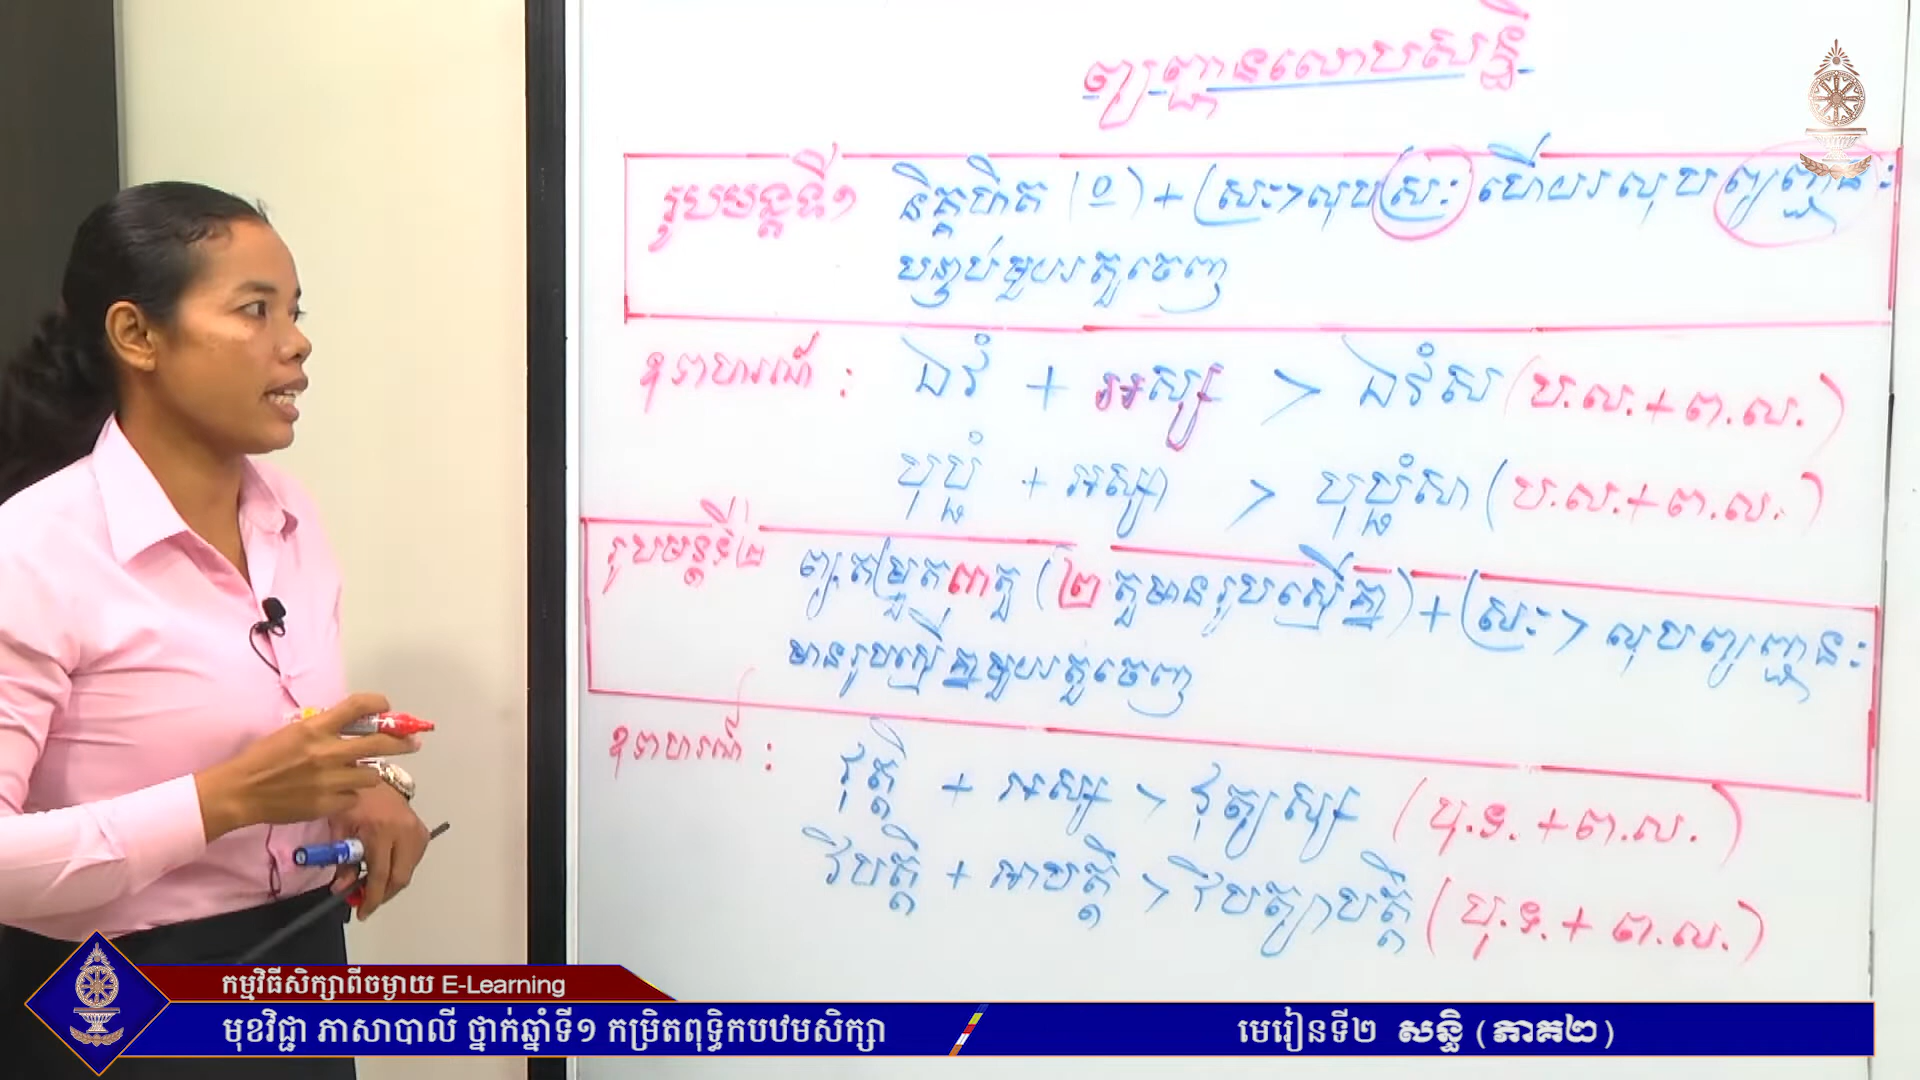 ព្យញ្ជនលោបសន្ធិ
រូបមន្តទី១ និគ្គហិត (ំ) + ស្រៈ > លុបស្រៈ ហើយលុបព្យញ្ជនៈ
បន្ទាប់មួយតួចេញ
ឧទាហរណ៍ : ឯវំ + អស្ស > ឯវំស (ប.ស.+ព.ល.)
បុប្ផំ + អស្សា > បុប្ផំសា (ប.ស.+ព.ល.)
រូបមន្តទី២ ព្យ.តម្រួត៣តួ (២តួមានរូបស្មើគ្នា) + ស្រៈ > លុបព្យញ្ជនៈ
មានរូបស្មើគ្នាមួយតួចេញ
ឧទាហរណ៍ : វុត្តិ + អស្ស > វុត្យស្ស (បុ.ទ.+ព.ល.)
វិបត្តិ + អាបត្តិ > វិបត្យាបត្តិ (បុ.ទ.+ព.ល.)
កម្មវិធីសិក្សាពីចម្ងាយ E-Learning
មុខវិជ្ជា ភាសាបាលី ថ្នាក់ឆ្នាំទី១ កម្រិតពុទ្ធិកបឋមសិក្សា
មេរៀនទី២ សន្ធិ (ភាគ២)